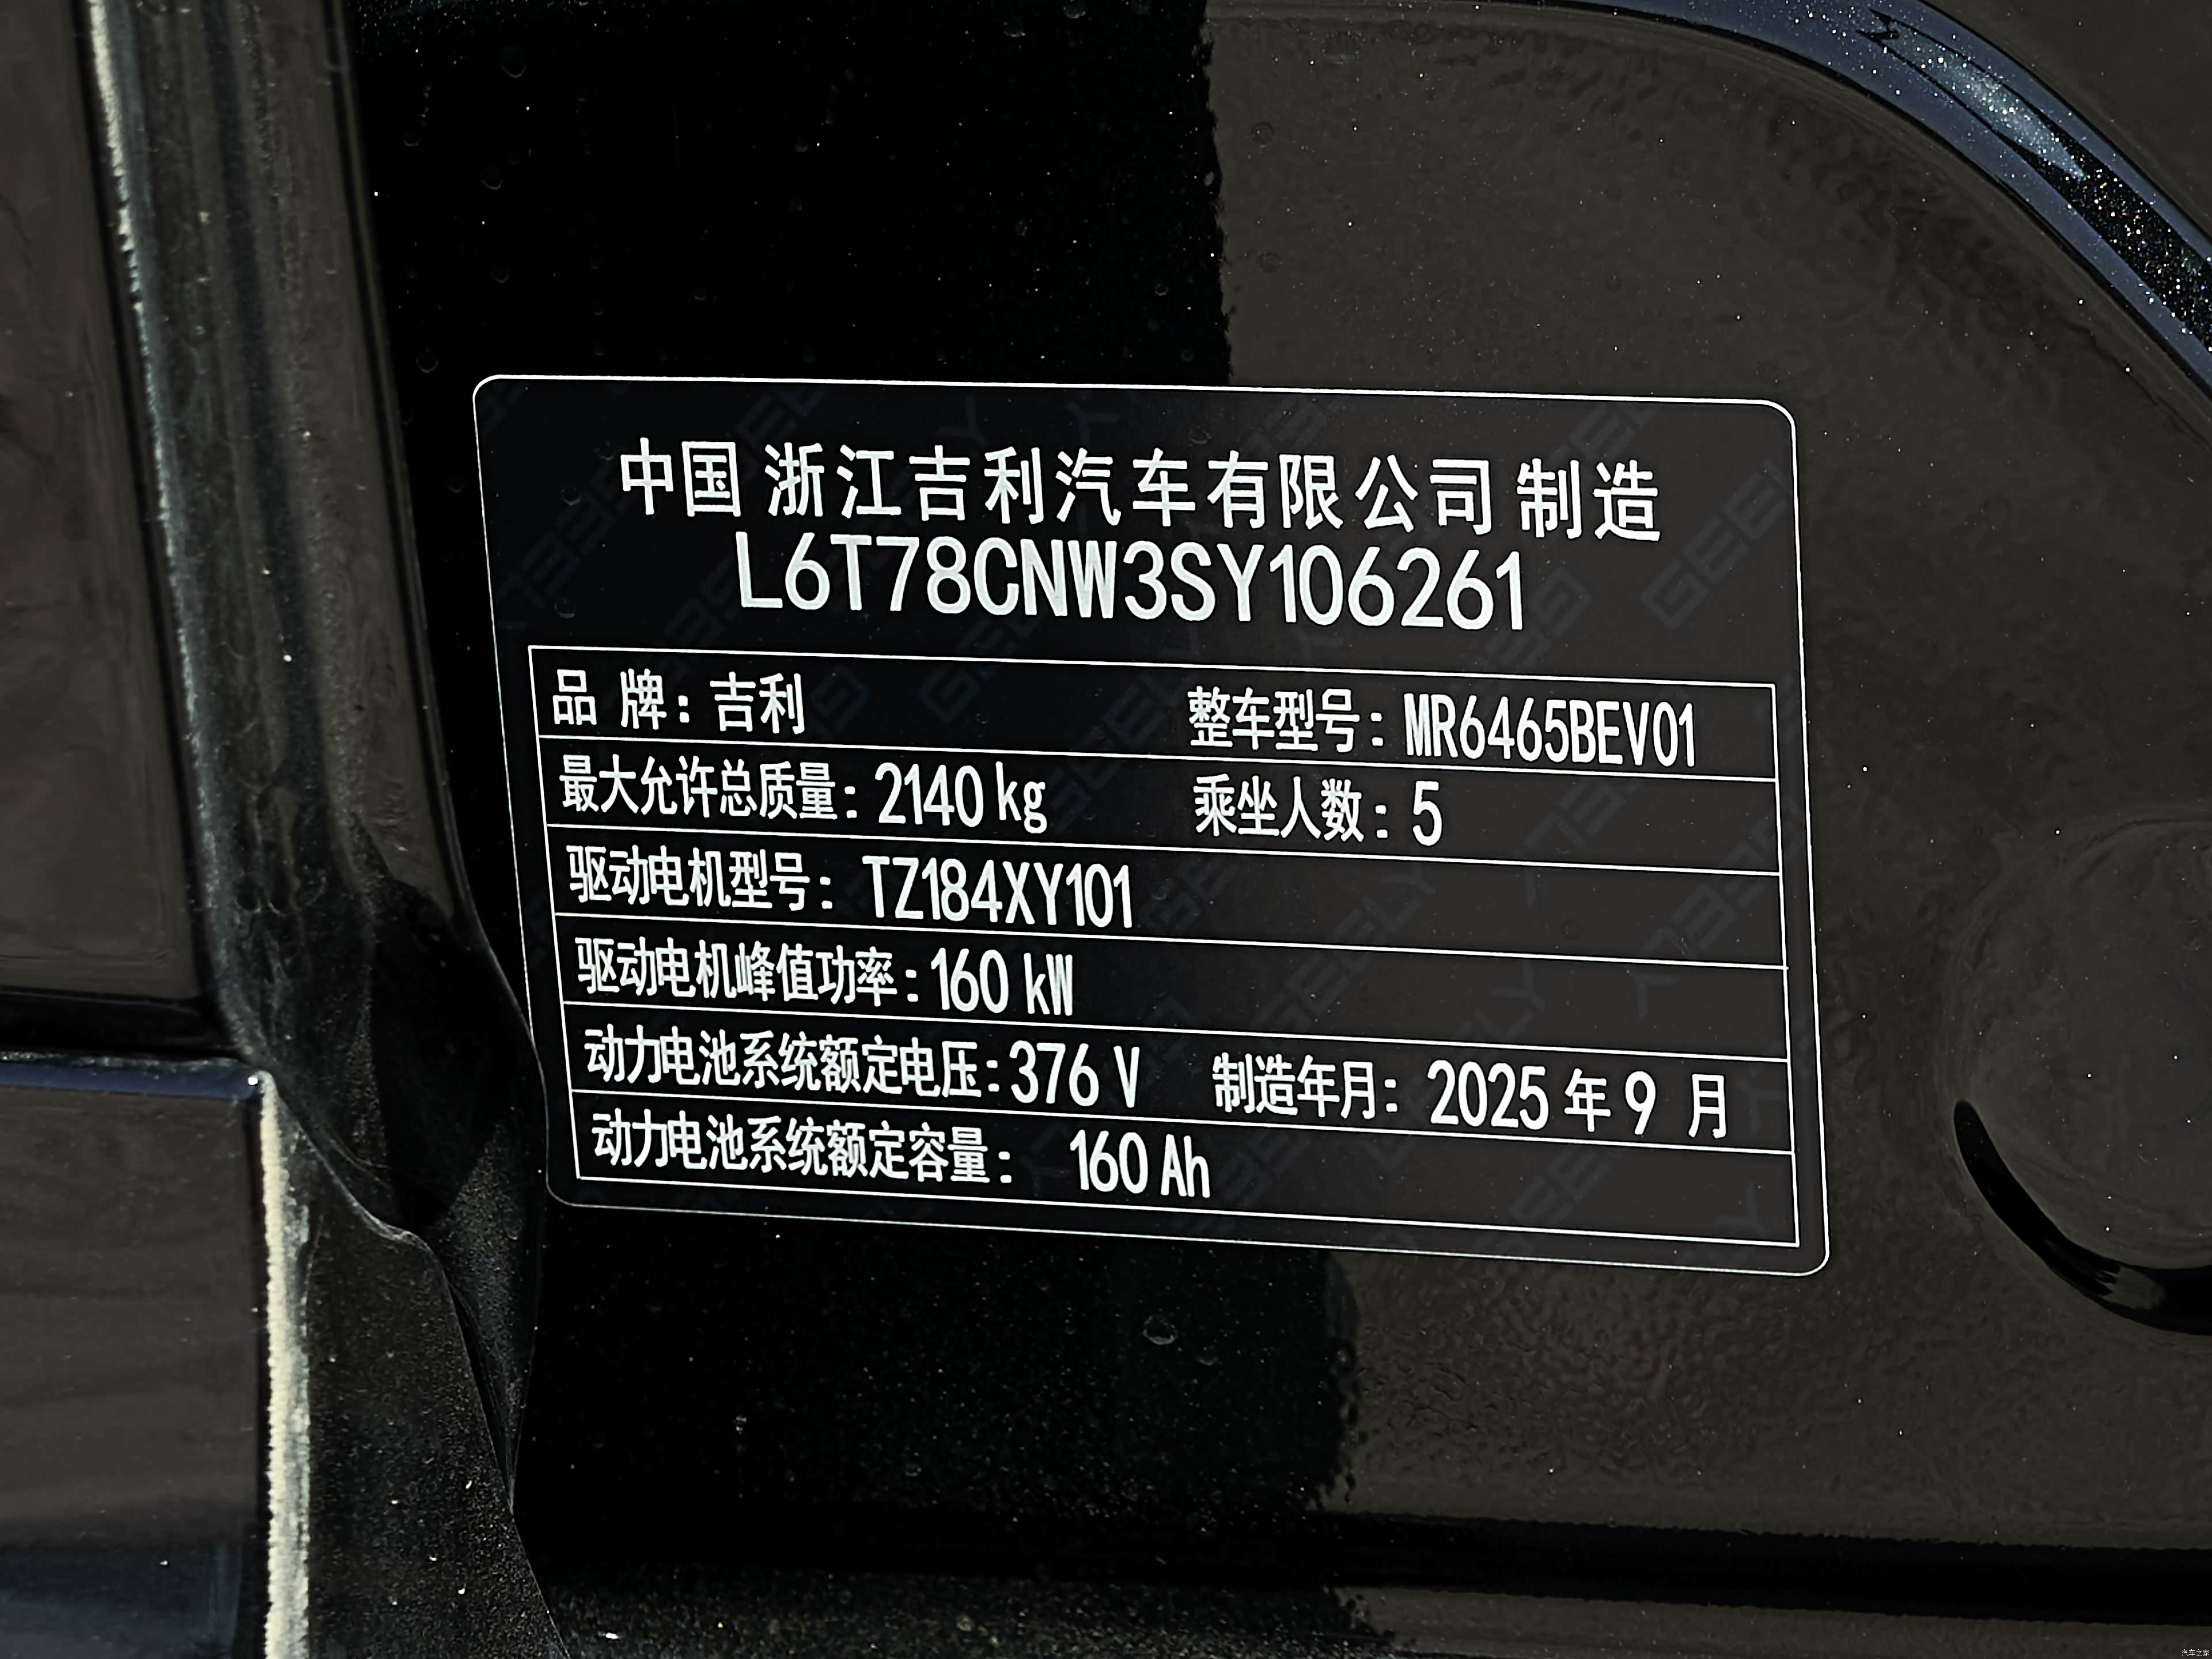 中国 浙江吉利汽车有限公司 制造
L6T78CNW3SY106261
品 牌：吉利 整车型号：MR6465BEV01
最大允许总质量：2140 kg 乘坐人数：5
驱动电机型号：TZ184XY101
驱动电机峰值功率：160 kW
动力电池系统额定电压：376 V 制造年月：2025 年 9 月
动力电池系统额定容量：160 Ah
汽车之家